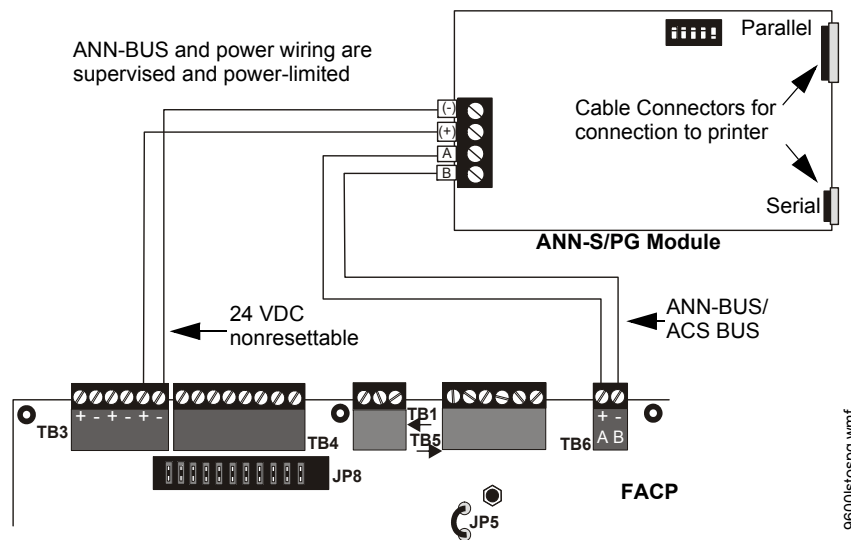 ANN-BUS and power wiring are
supervised and power-limited
Parallel
(-)
(+)
A
B
Cable Connectors for
connection to printer
Serial
ANN-S/PG Module
24 VDC
nonresettable
ANN-BUS/
ACS BUS
+ - + - + -
TB3
TB4
TB1
TB5
TB6
+ -
A B
JP8
FACP
JP5
9600lstospg.wmf